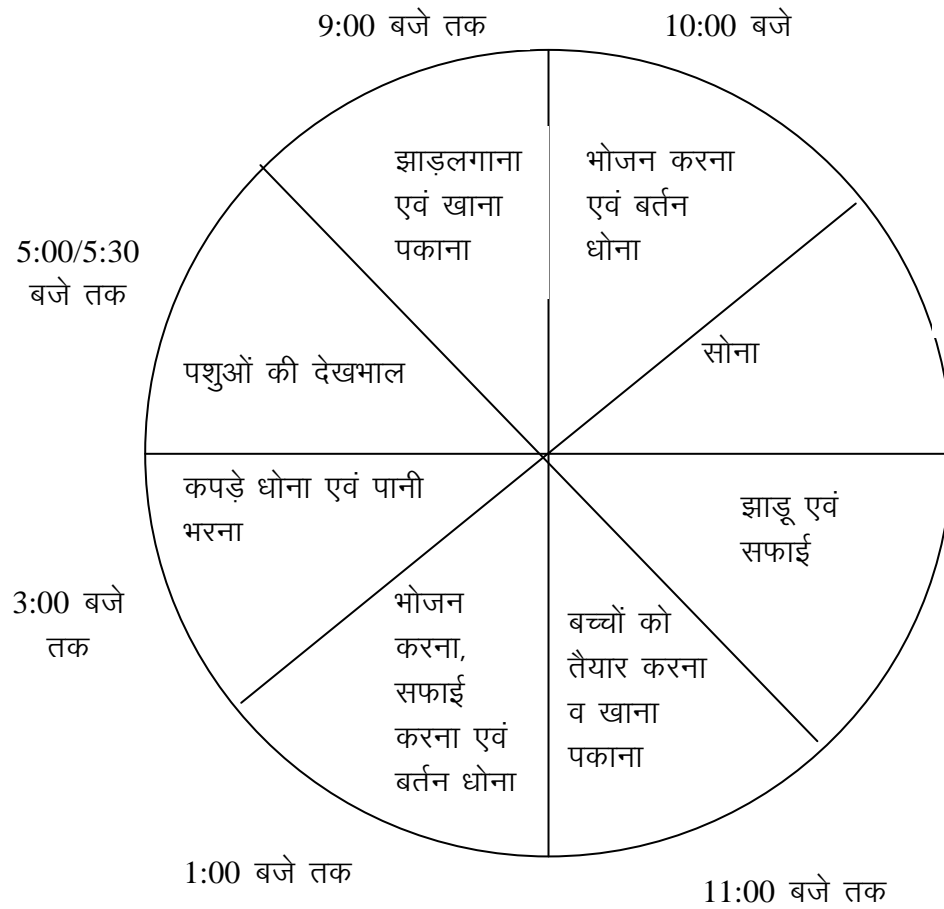 9:00 बजे तक
10:00 बजे
झाड़लगाना
एवं खाना
पकाना
भोजन करना
एवं बर्तन
धोना
5:00/5:30
बजे तक
सोना
पशुओं की देखभाल
कपड़े धोना एवं पानी
भरना
झाड़ू एवं
सफाई
3:00 बजे
तक
भोजन
करना,
सफाई
करना एवं
बर्तन धोना
बच्चों को
तैयार करना
व खाना
पकाना
1:00 बजे तक
11:00 बजे तक